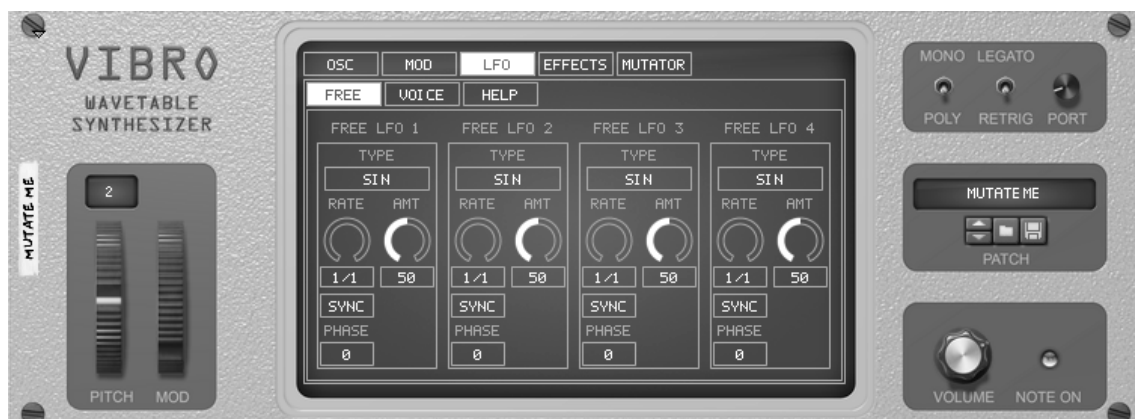 VIBRO
WAVETABLE
SYNTHESIZER
MUTATE ME
2
PITCH MOD
OSC MOD LFO EFFECTS MUTATOR
FREE VOICE HELP
FREE LFO 1 FREE LFO 2 FREE LFO 3 FREE LFO 4
TYPE TYPE TYPE TYPE
SIN SIN SIN SIN
RATE AMT RATE AMT RATE AMT RATE AMT
1/1 50 1/1 50 1/1 50 1/1 50
SYNC SYNC SYNC SYNC
PHASE PHASE PHASE PHASE
0 0 0 0
MONO LEGATO
POLY RETRIG PORT
MUTATE ME
PATCH
VOLUME NOTE ON